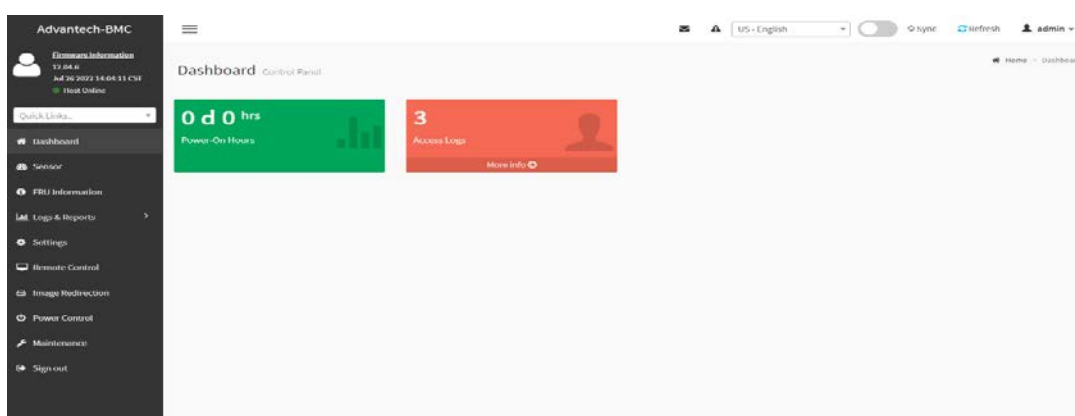 Advantech-BMC
Firmware Information
Jul 26 2022 14:04:11 CST
Host Online
Quick Links...
Dashboard
Sensor
FRU Information
Logs & Reports
Settings
Remote Control
Image Redirection
Power Control
Maintenance
Sign out
US - English
Sync
Refresh
admin
Dashboard Control Panel
Home
0 d 0 hrs
Power-On Hours
3
Access Logs
More info